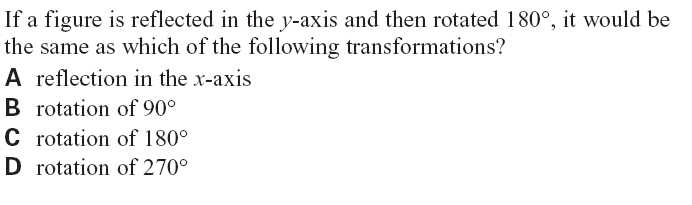 If a figure is reflected in the y-axis and then rotated 180°, it would be
the same as which of the following transformations?
A reflection in the x-axis
B rotation of 90°
C rotation of 180°
D rotation of 270°